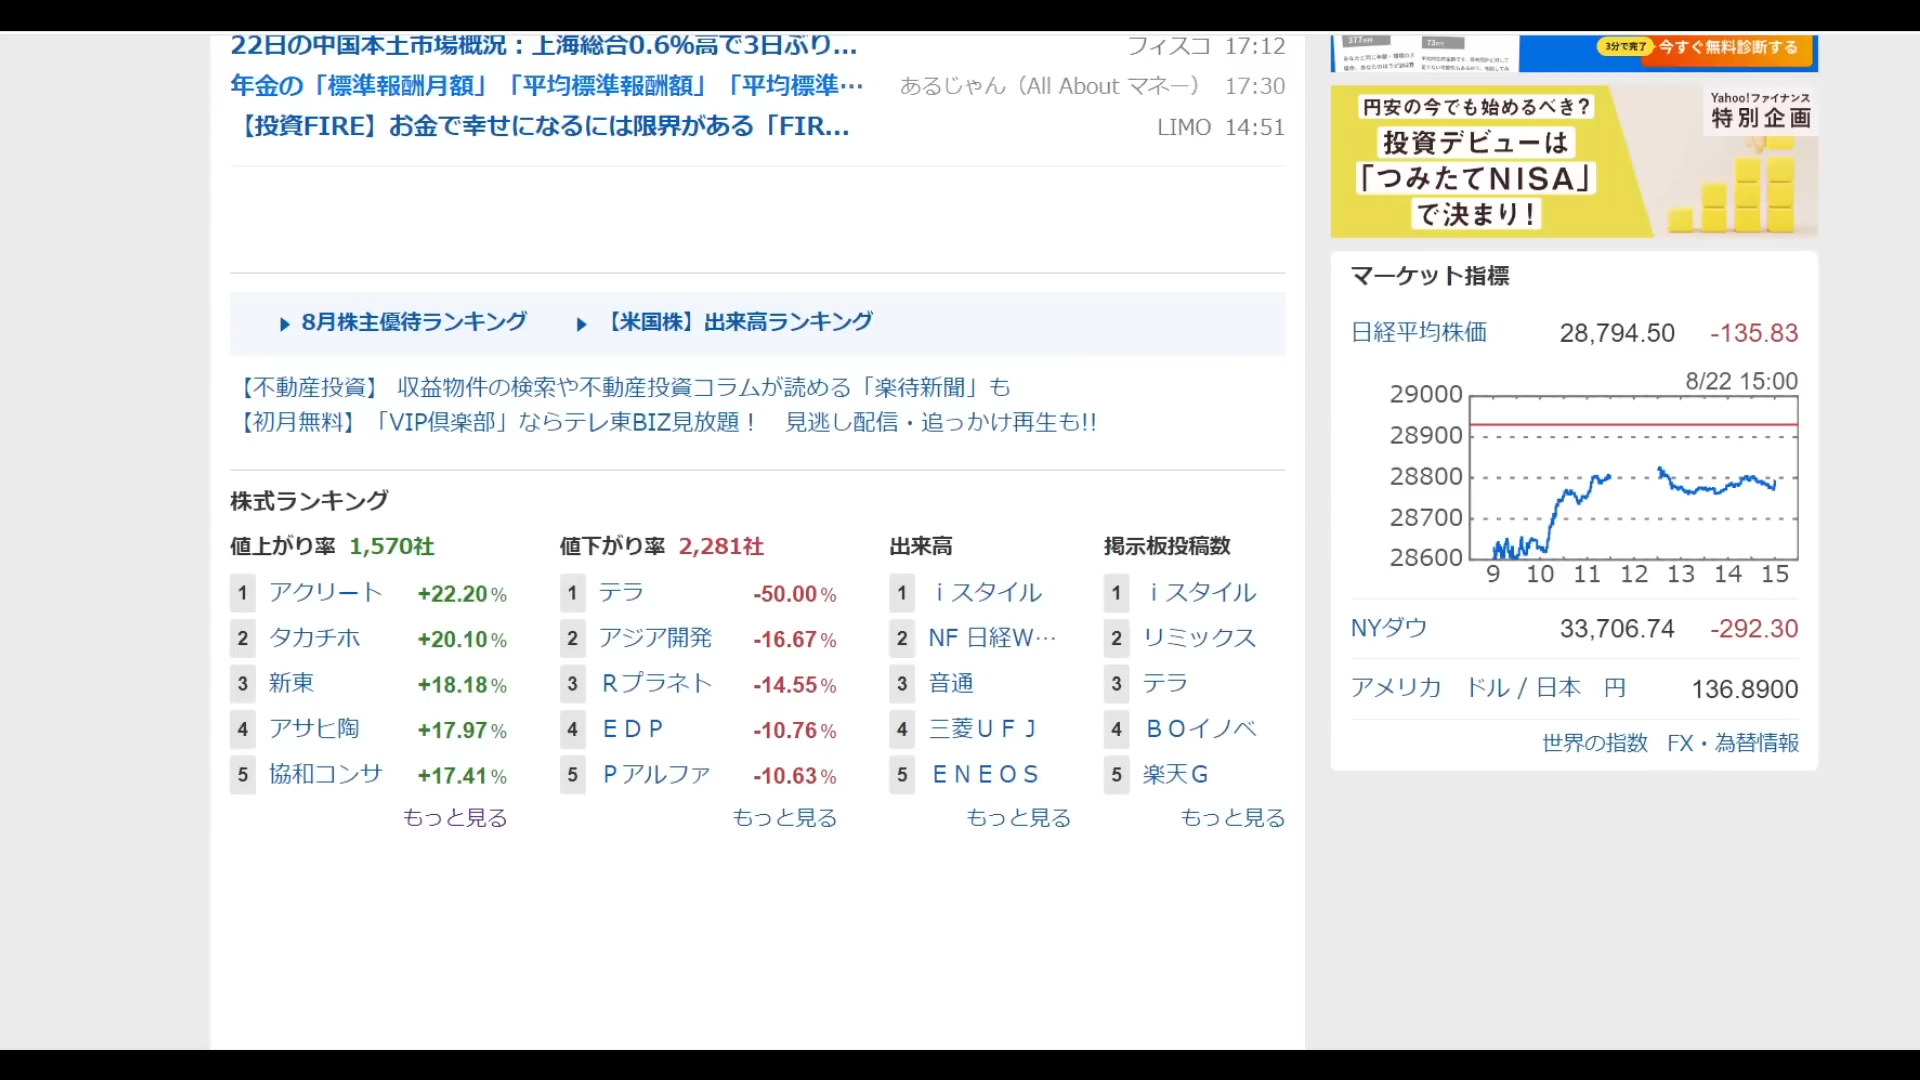 22日の中国本土市場概況：上海総合0.6%高で3日ぶり... フィスコ 17:12
年金の「標準報酬月額」「平均標準報酬額」「平均標準… あるじゃん（All About マネー） 17:30
【投資FIRE】お金で幸せになるには限界がある「FIR... LIMO 14:51
8月株主優待ランキング 【米国株】出来高ランキング
【不動産投資】 収益物件の検索や不動産投資コラムが読める「楽待新聞」も
【初月無料】「VIP倶楽部」ならテレ東BIZ見放題！ 見逃し配信・追っかけ再生も!!
株式ランキング
値上がり率 1,570社
1 アクリート +22.20%
2 タカチホ +20.10%
3 新東 +18.18%
4 アサヒ陶 +17.97%
5 協和コンサ +17.41%
もっと見る
値下がり率 2,281社
1 テラ -50.00%
2 アジア開発 -16.67%
3 Ｒプラネト -14.55%
4 ＥＤＰ -10.76%
5 Ｐアルファ -10.63%
もっと見る
出来高
1 ｉスタイル
2 NF 日経W…
3 音通
4 三菱ＵＦＪ
5 ＥＮＥＯＳ
もっと見る
掲示板投稿数
1 ｉスタイル
2 リミックス
3 テラ
4 ＢＯイノベ
5 楽天Ｇ
もっと見る
377万円
73万円
3分で完了 今すぐ無料診断する
円安の今でも始めるべき？
投資デビューは
「つみたてNISA」
で決まり！
Yahoo!ファイナンス
特別企画
マーケット指標
日経平均株価 28,794.50 -135.83
8/22 15:00
29000
28900
28800
28700
28600
9 10 11 12 13 14 15
NYダウ 33,706.74 -292.30
アメリカ ドル / 日本 円 136.8900
世界の指数 FX・為替情報